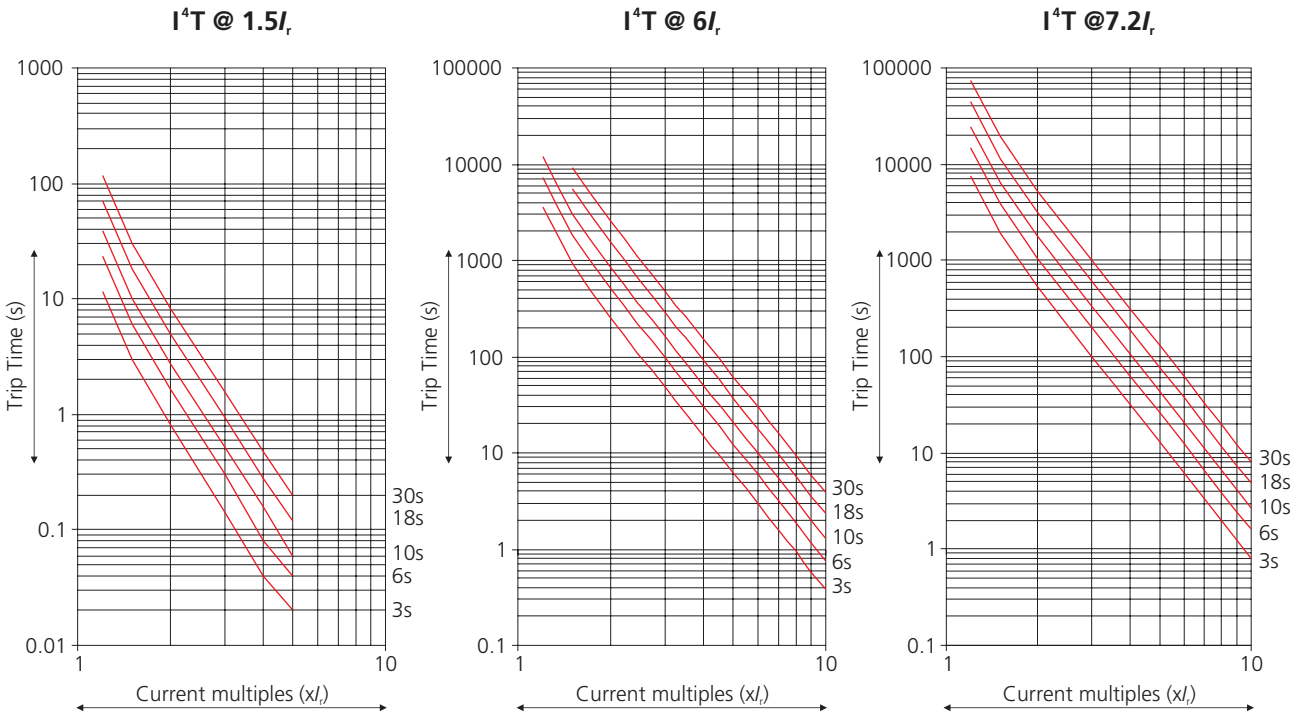 I⁴T @ 1.5Iᵣ
Trip Time (s)
1000
100
10
1
0.1
0.01
30s
18s
10s
6s
3s
1
10
Current multiples (xIᵣ)
I⁴T @ 6Iᵣ
Trip Time (s)
100000
10000
1000
100
10
1
0.1
30s
18s
10s
6s
3s
1
10
Current multiples (xIᵣ)
I⁴T @7.2Iᵣ
Trip Time (s)
100000
10000
1000
100
10
1
0.1
30s
18s
10s
6s
3s
1
10
Current multiples (xIᵣ)